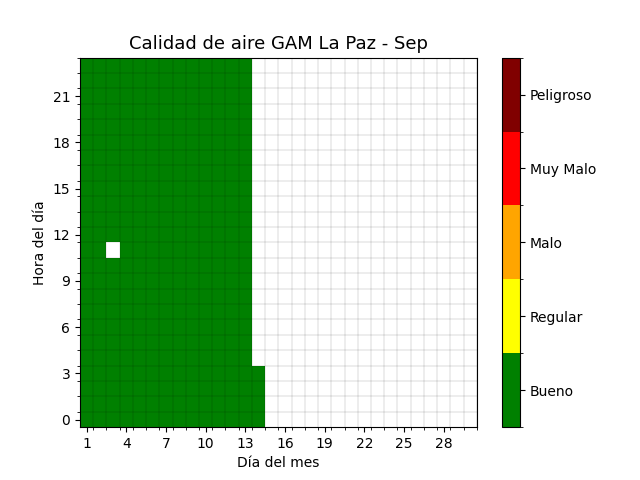 Calidad de aire GAM La Paz - Sep
Hora del día
21
18
15
12
9
6
3
0
1 4 7 10 13 16 19 22 25 28
Día del mes
Peligroso
Muy Malo
Malo
Regular
Bueno